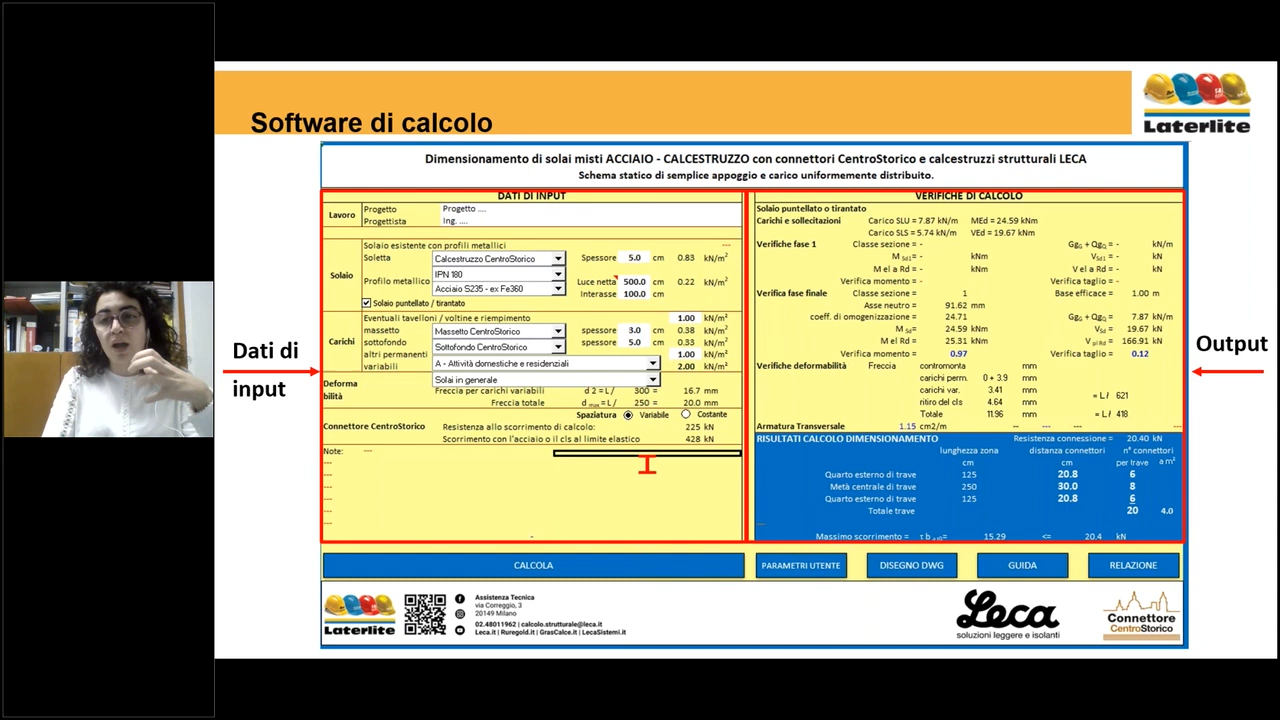 Software di calcolo
Laterlite
Dimensionamento di solai misti ACCIAIO - CALCESTRUZZO con connettori CentroStorico e calcestruzzi strutturali LECA
Schema statico di semplice appoggio e carico uniformemente distribuito.
Dati di
input
Output
DATI DI INPUT
Lavoro
Progetto Progetto ....
Progettista Ing. ....
Solaio
Solaio esistente con profili metallici ---
Soletta Calcestruzzo CentroStorico Spessore 5.0 cm 0.83 kN/m²
Profilo metallico IPN 180 Luce netta 500.0 cm 0.22 kN/m²
Acciaio S235 - ex Fe360 Interasse 100.0 cm
Solaio puntellato / tirantato
Carichi
Eventuali tavelloni / voltine e riempimento 1.00 kN/m²
massetto Massetto CentroStorico spessore 3.0 cm 0.38 kN/m²
sottofondo Sottofondo CentroStorico spessore 5.0 cm 0.33 kN/m²
altri permanenti 1.00 kN/m²
variabili A - Attività domestiche e residenziali 2.00 kN/m²
Solai in generale
Deforma
bilità
Freccia per carichi variabili d 2 = L / 300 = 16.7 mm
Freccia totale d max = L / 250 = 20.0 mm
Spaziatura Variabile Costante
Connettore CentroStorico Resistenza allo scorrimento di calcolo: 225 kN
Scorrimento con l'acciaio o il cls al limite elastico 428 kN
Note: ---
---
---
---
---
---
---
-
VERIFICHE DI CALCOLO
Solaio puntellato o tirantato
Carichi e sollecitazioni Carico SLU = 7.87 kN/m MEd = 24.59 kNm
Carico SLS = 5.74 kN/m VEd = 19.67 kN
Verifiche fase 1 Classe sezione = - GgG + QgQ = - kN/m
M Sd1 = - kNm VSd1 = - kN
M el a Rd = - kNm V el a Rd = - kN
Verifica momento = - Verifica taglio = -
Verifica fase finale Classe sezione = 1 Base efficace = 1.00 m
Asse neutro = 91.62 mm
coeff. di omogenizzazione = 24.71 GgG + QgQ = 7.87 kN/m
M Sd = 24.59 kNm VSd = 19.67 kN
M el Rd = 25.31 kNm V pl Rd = 166.91 kN
Verifica momento = 0.97 Verifica taglio = 0.12
Verifiche deformabilità Freccia contromonta mm
carichi perm. 0 + 3.9 mm
carichi var. 3.41 mm = L / 621
ritiro del cls 4.64 mm
Totale 11.96 mm = L / 418
Armatura Transversale 1.15 cm2/m -- --- -- ---
RISULTATI CALCOLO DIMENSIONAMENTO Resistenza connessione = 20.40 kN
lunghezza zona distanza connettori n° connettori
cm cm per trave a m²
Quarto esterno di trave 125 20.8 6
Metà centrale di trave 250 30.0 8
Quarto esterno di trave 125 20.8 6
Totale trave 20 4.0
---
15.29 <= 20.4 kN
CALCOLA
PARAMETRI UTENTE
DISEGNO DWG
GUIDA
RELAZIONE
Laterlite
Assistenza Tecnica
via Correggio, 3
20149 Milano
02.48011962 | calcolo.strutturale@leca.it
Leca.it | Ruregold.it | GrasCalce.it | LecaSistemi.it
Leca
soluzioni leggere e isolanti
Connettore
CentroStorico